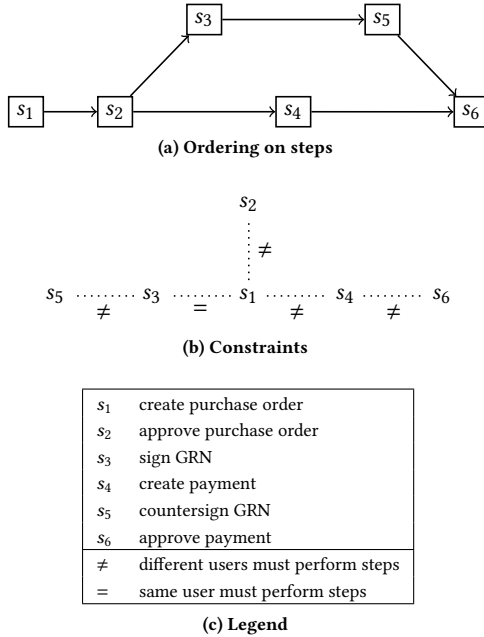 s3 s5
s1 s2 s4 s6
(a) Ordering on steps
s2
≠
s5 s3 s1 s4 s6
≠ = ≠ ≠
(b) Constraints
s1 create purchase order
s2 approve purchase order
s3 sign GRN
s4 create payment
s5 countersign GRN
s6 approve payment
≠ different users must perform steps
= same user must perform steps
(c) Legend